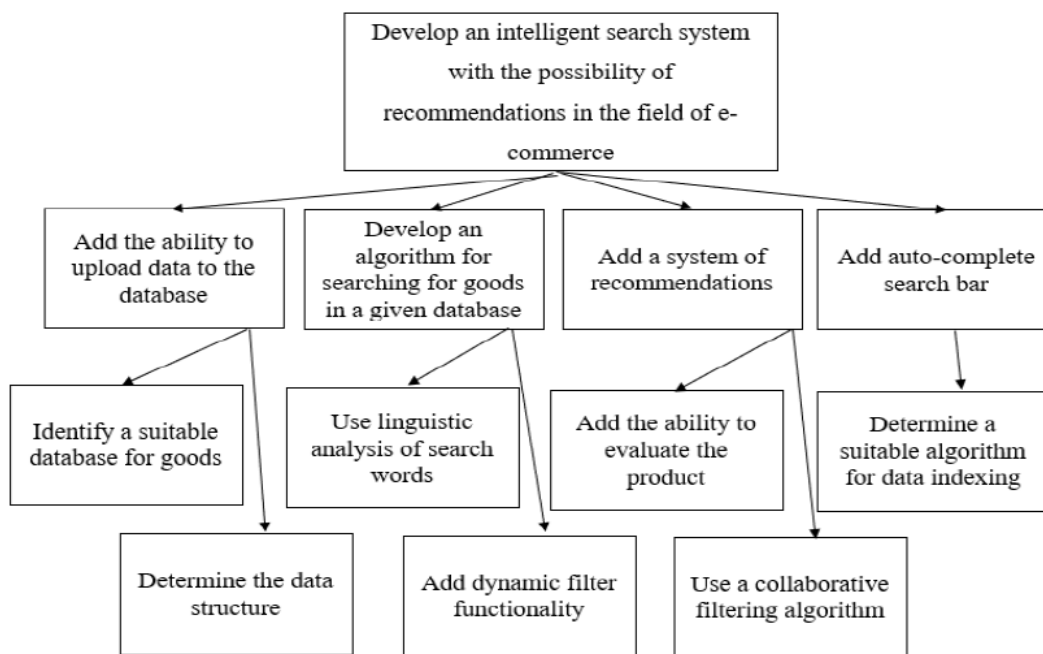 Develop an intelligent search system
with the possibility of
recommendations in the field of e-
commerce
Add the ability to
upload data to the
database
Develop an
algorithm for
searching for goods
in a given database
Add a system of
recommendations
Add auto-complete
search bar
Identify a suitable
database for goods
Use linguistic
analysis of search
words
Add the ability to
evaluate the
product
Determine a
suitable algorithm
for data indexing
Determine the data
structure
Add dynamic filter
functionality
Use a collaborative
filtering algorithm